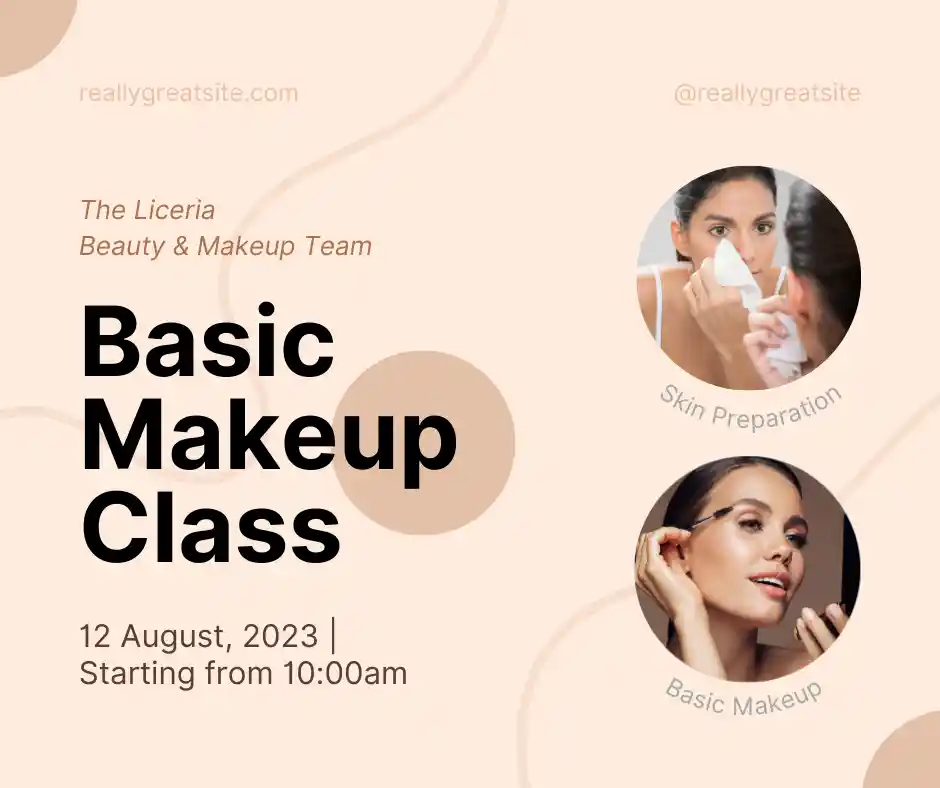 reallygreatsite.com
@reallygreatsite
The Liceria
Beauty & Makeup Team
Basic
Makeup
Class
12 August, 2023 |
Starting from 10:00am
Skin Preparation
Basic Makeup